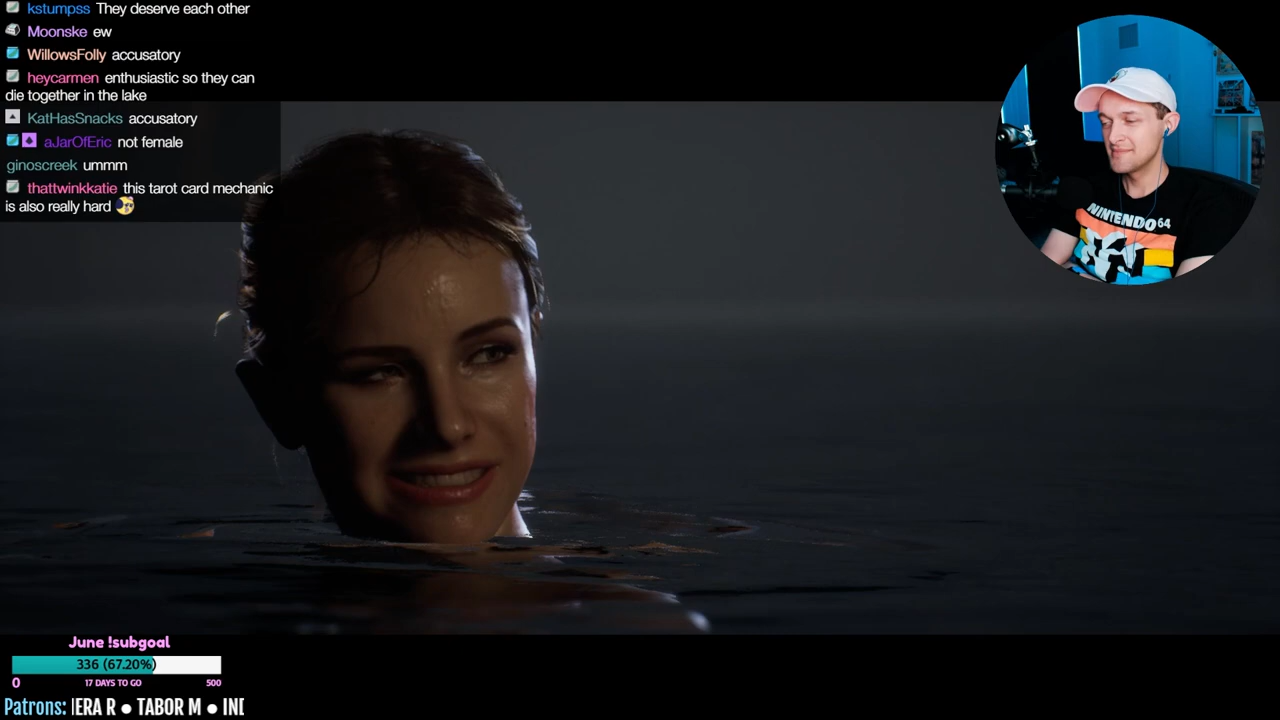 kstumpss They deserve each other
Moonske ew
WillowsFolly accusatory
heycarmen enthusiastic so they can
die together in the lake
KatHasSnacks accusatory
aJarOfEric not female
ginoscreek ummm
thattwinkkatie this tarot card mechanic
is also really hard
NINTENDO 64
June !subgoal
336 (67.20%)
0 17 DAYS TO GO 500
Patrons: IERA R ● TABOR M ● IND